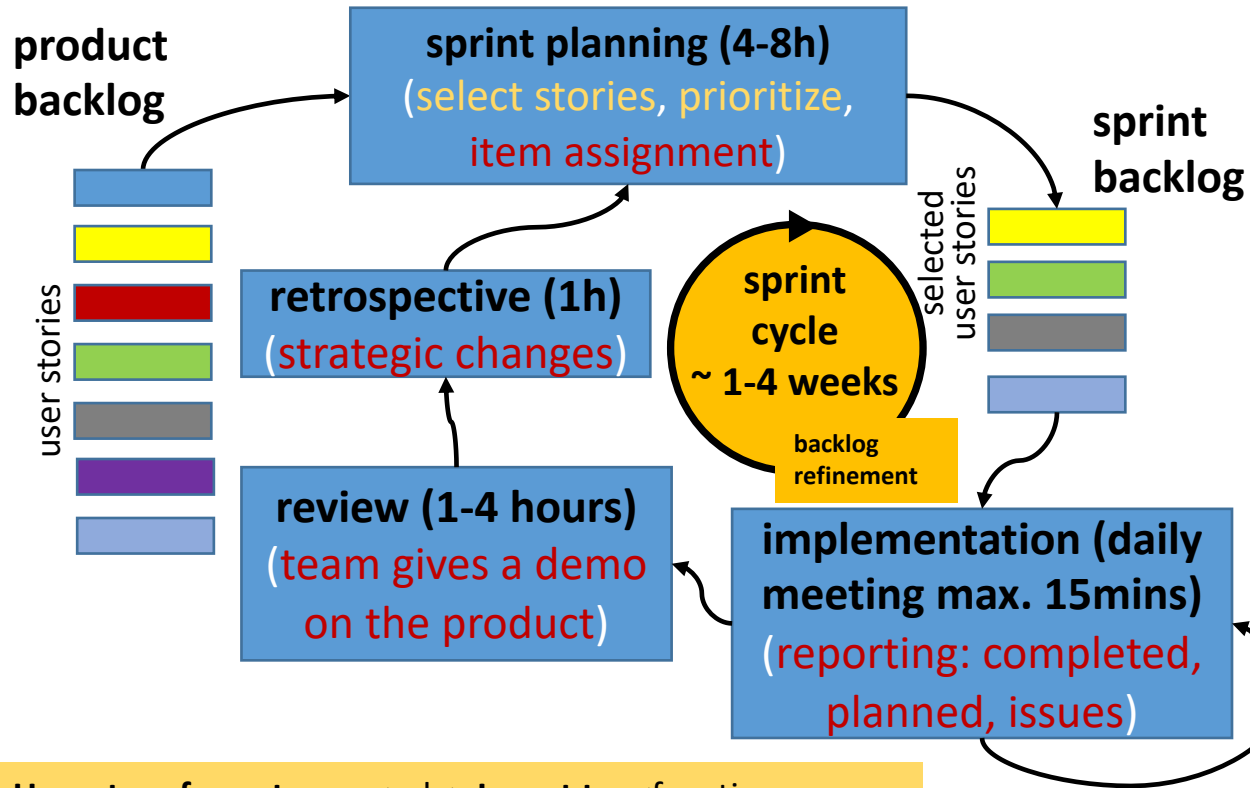 product
backlog
sprint planning (4-8h)
(select stories, prioritize,
item assignment)
sprint
backlog
user stories
selected
user stories
retrospective (1h)
(strategic changes)
sprint
cycle
~ 1-4 weeks
backlog
refinement
review (1-4 hours)
(team gives a demo
on the product)
implementation (daily
meeting max. 15mins)
(reporting: completed,
planned, issues)